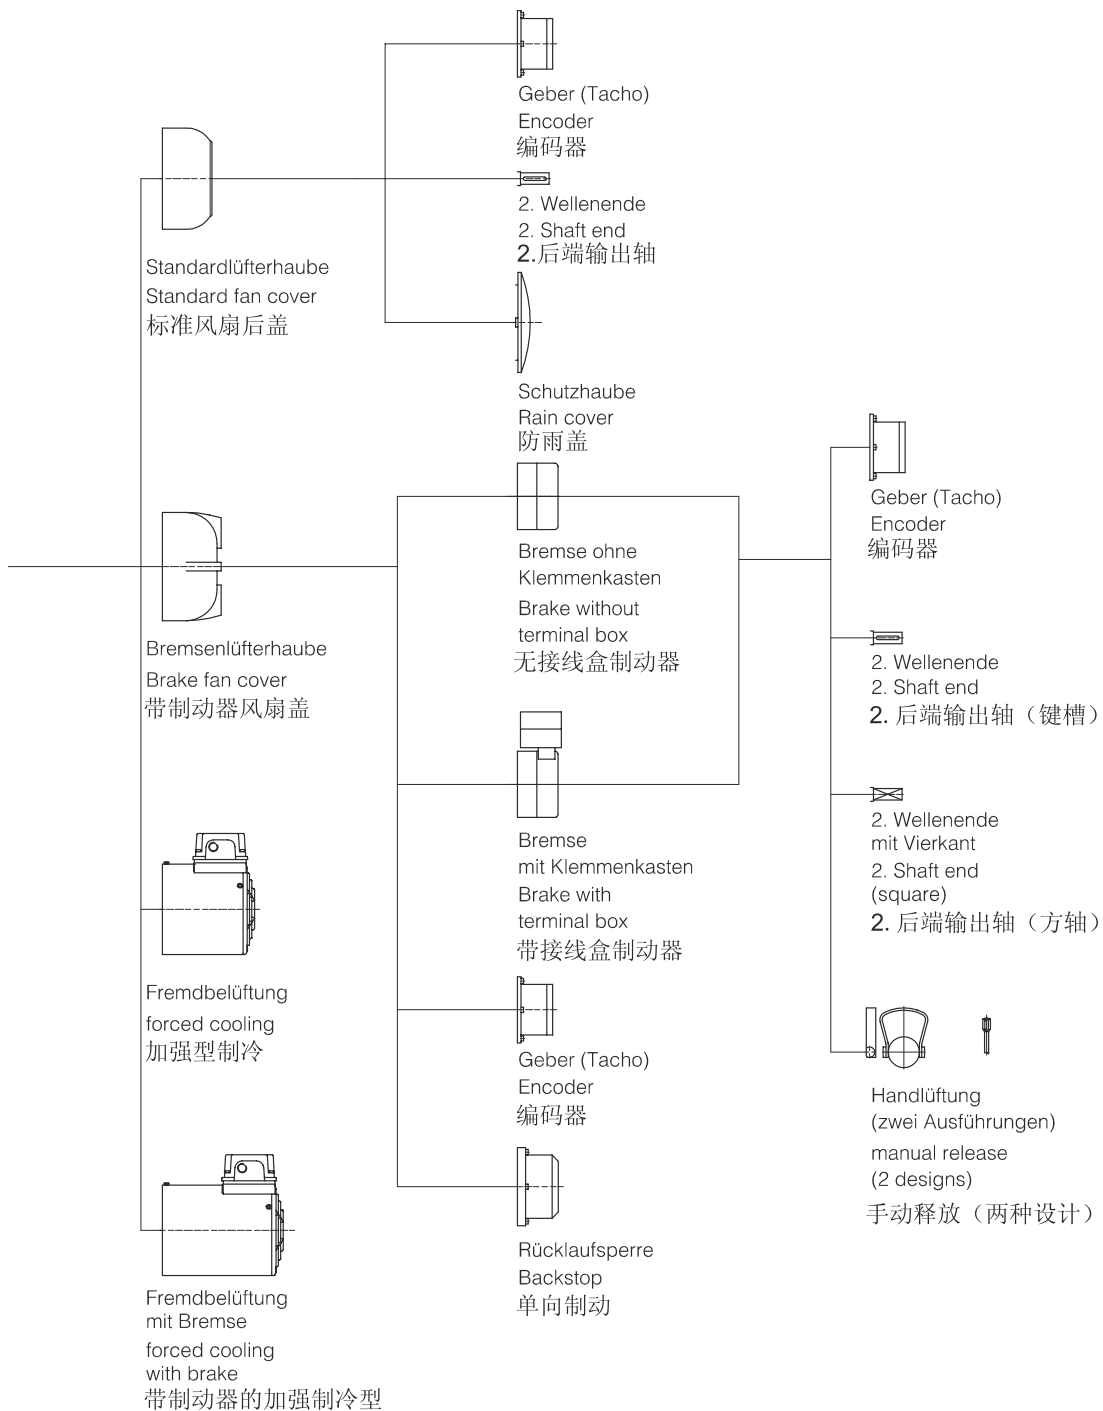 Geber (Tacho)
Encoder
编码器
2. Wellenende
2. Shaft end
2.后端输出轴
Standardlüfterhaube
Standard fan cover
标准风扇后盖
Schutzhaube
Rain cover
防雨盖
Geber (Tacho)
Encoder
编码器
Bremse ohne
Klemmenkasten
Brake without
terminal box
无接线盒制动器
Bremsenlüfterhaube
Brake fan cover
带制动器风扇盖
2. Wellenende
2. Shaft end
2. 后端输出轴（键槽）
Bremse
mit Klemmenkasten
Brake with
terminal box
带接线盒制动器
2. Wellenende
mit Vierkant
2. Shaft end
(square)
2. 后端输出轴（方轴）
Fremdbelüftung
forced cooling
加强型制冷
Geber (Tacho)
Encoder
编码器
Handlüftung
(zwei Ausführungen)
manual release
(2 designs)
手动释放（两种设计）
Rücklaufsperre
Backstop
单向制动
Fremdbelüftung
mit Bremse
forced cooling
with brake
带制动器的加强制冷型